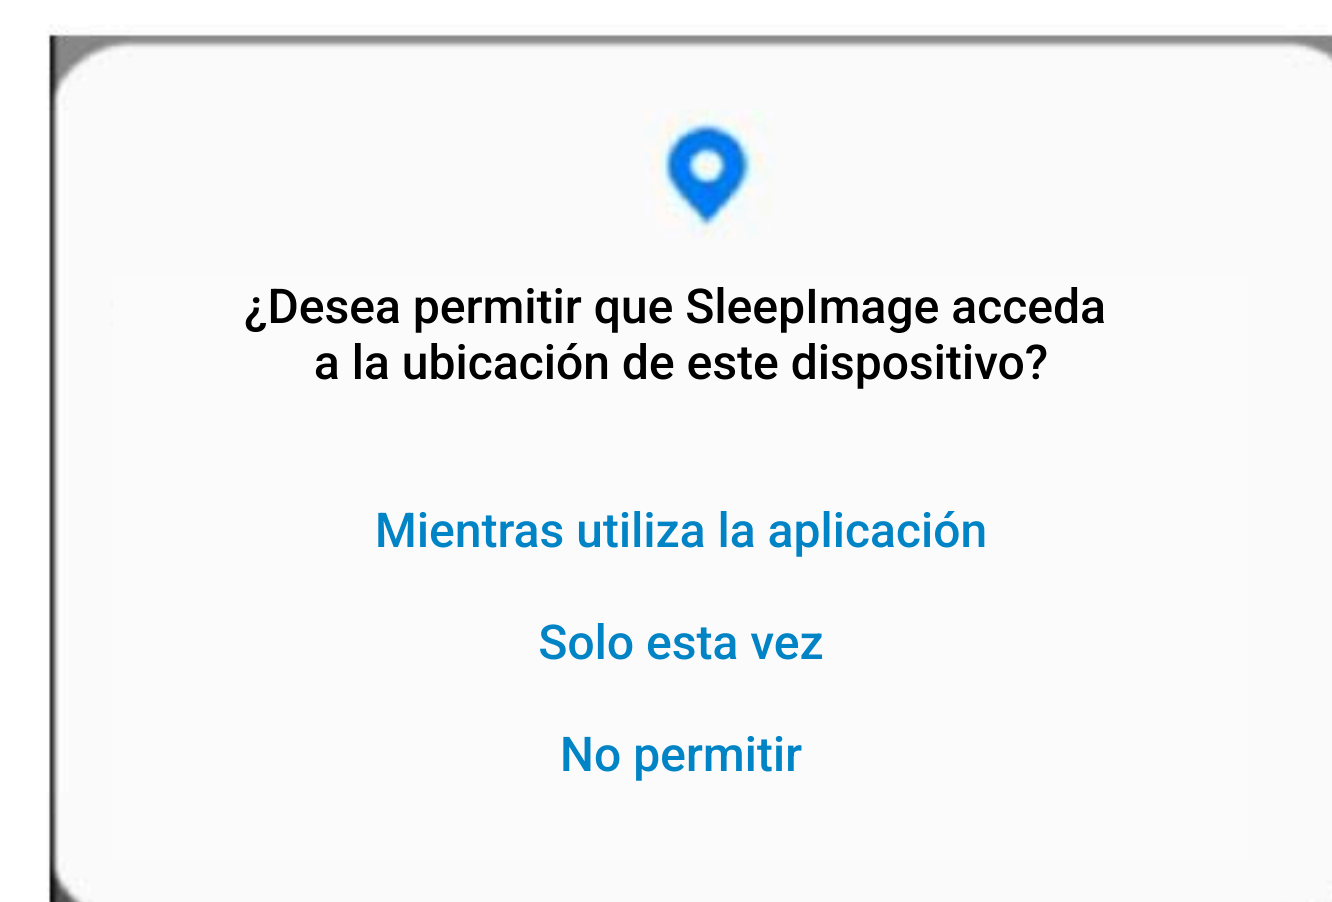 ¿Desea permitir que SleepImage acceda
a la ubicación de este dispositivo?
Mientras utiliza la aplicación
Solo esta vez
No permitir